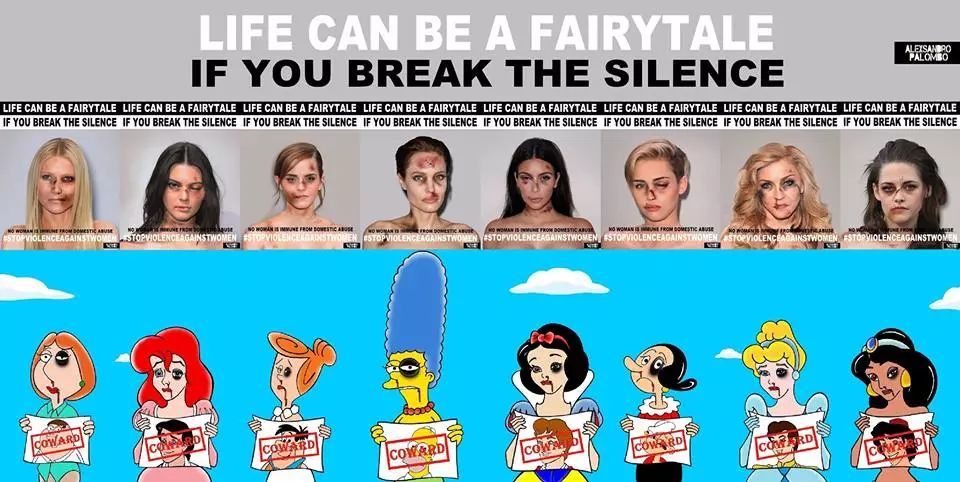 LIFE CAN BE A FAIRYTALE
IF YOU BREAK THE SILENCE
ALEXSANDRO
PALOMBO
LIFE CAN BE A FAIRYTALE
IF YOU BREAK THE SILENCE
NO WOMAN IS IMMUNE FROM DOMESTIC ABUSE
#STOPVIOLENCEAGAINSTWOMEN
LIFE CAN BE A FAIRYTALE
IF YOU BREAK THE SILENCE
NO WOMAN IS IMMUNE FROM DOMESTIC ABUSE
#STOPVIOLENCEAGAINSTWOMEN
LIFE CAN BE A FAIRYTALE
IF YOU BREAK THE SILENCE
NO WOMAN IS IMMUNE FROM DOMESTIC ABUSE
#STOPVIOLENCEAGAINSTWOMEN
LIFE CAN BE A FAIRYTALE
IF YOU BREAK THE SILENCE
NO WOMAN IS IMMUNE FROM DOMESTIC ABUSE
#STOPVIOLENCEAGAINSTWOMEN
LIFE CAN BE A FAIRYTALE
IF YOU BREAK THE SILENCE
NO WOMAN IS IMMUNE FROM DOMESTIC ABUSE
#STOPVIOLENCEAGAINSTWOMEN
LIFE CAN BE A FAIRYTALE
IF YOU BREAK THE SILENCE
NO WOMAN IS IMMUNE FROM DOMESTIC ABUSE
#STOPVIOLENCEAGAINSTWOMEN
LIFE CAN BE A FAIRYTALE
IF YOU BREAK THE SILENCE
NO WOMAN IS IMMUNE FROM DOMESTIC ABUSE
#STOPVIOLENCEAGAINSTWOMEN
LIFE CAN BE A FAIRYTALE
IF YOU BREAK THE SILENCE
NO WOMAN IS IMMUNE FROM DOMESTIC ABUSE
#STOPVIOLENCEAGAINSTWOMEN
COWARD
COWARD
COWARD
COWARD
COWARD
COWARD
COWARD
COWARD